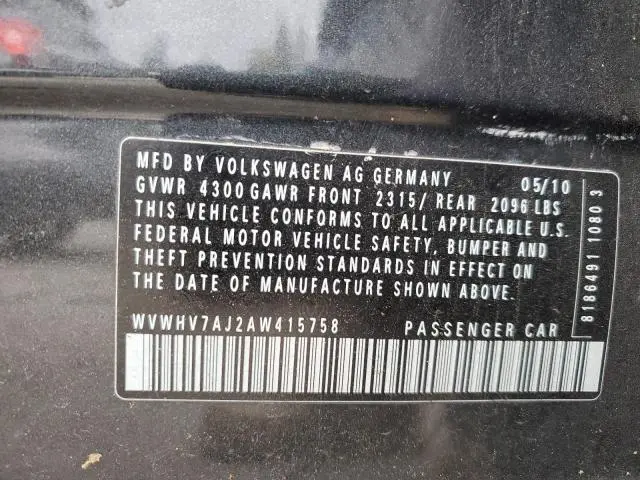 MFD BY VOLKSWAGEN AG GERMANY 05/10
GVWR 4300 GAWR FRONT 2315/ REAR 2096 LBS
THIS VEHICLE CONFORMS TO ALL APPLICABLE U.S.
FEDERAL MOTOR VEHICLE SAFETY, BUMPER AND
THEFT PREVENTION STANDARDS IN EFFECT ON
THE DATE OF MANUFACTURE SHOWN ABOVE.
WVWHV7AJ2AW415758 PASSENGER CAR
8186491 1080 3